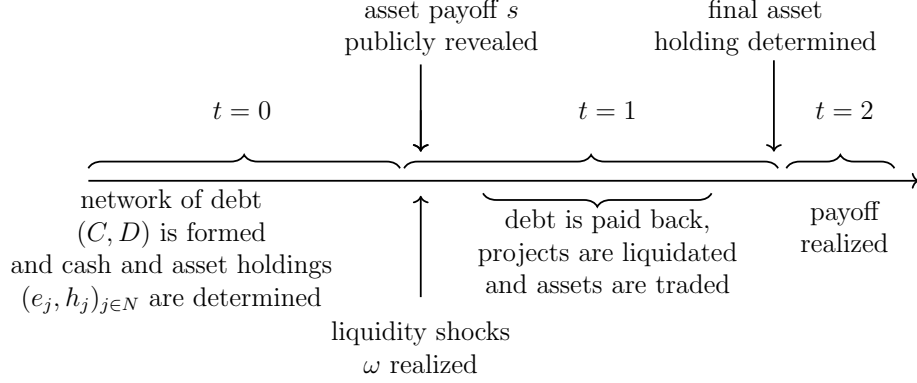 asset payoff s
publicly revealed
final asset
holding determined
t = 0
t = 1
t = 2
network of debt
(C, D) is formed
and cash and asset holdings
(e_j, h_j)_{j∈N} are determined
debt is paid back,
projects are liquidated
and assets are traded
payoff
realized
liquidity shocks
ω realized